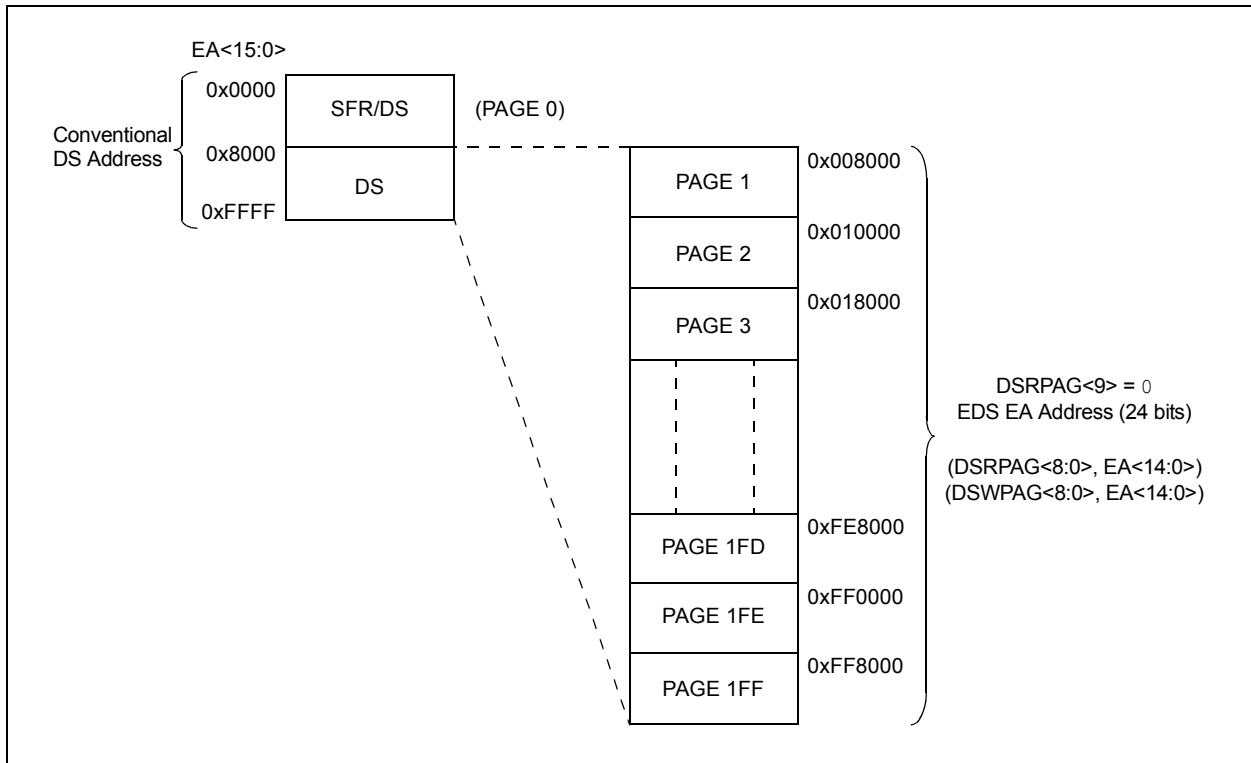 EA<15:0>
0x0000
SFR/DS
(PAGE 0)
Conventional
DS Address
0x8000
DS
0xFFFF
PAGE 1
0x008000
PAGE 2
0x010000
PAGE 3
0x018000
DSRPAG<9> = 0
EDS EA Address (24 bits)
(DSRPAG<8:0>, EA<14:0>)
(DSWPAG<8:0>, EA<14:0>)
PAGE 1FD
0xFE8000
PAGE 1FE
0xFF0000
PAGE 1FF
0xFF8000